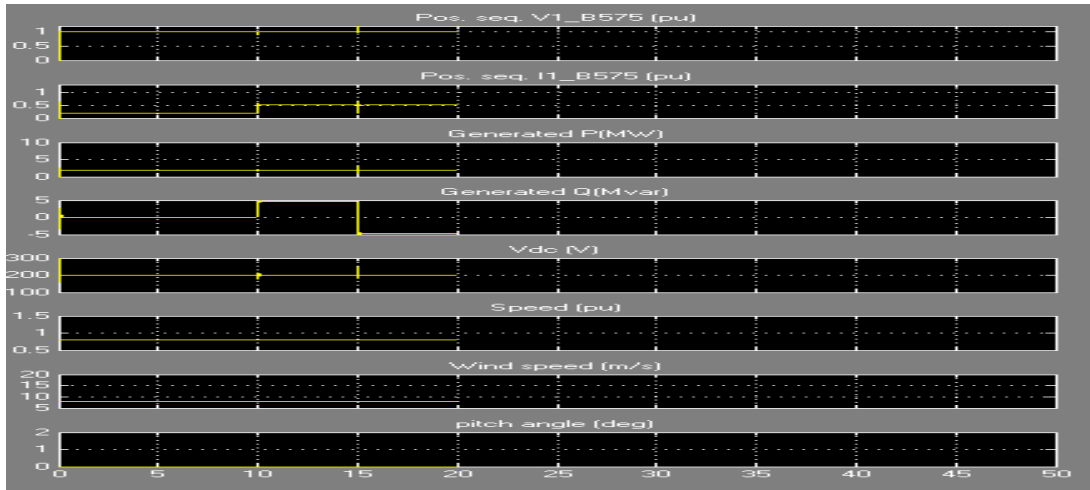 Pos. seq. V1_B575 (pu)
1
0.5
0
Pos. seq. I1_B575 (pu)
1
0.5
0
Generated P(MW)
10
5
0
Generated Q(Mvar)
5
0
-5
Vdc (V)
300
200
100
Speed (pu)
1.5
1
0.5
Wind speed (m/s)
20
15
10
5
pitch angle (deg)
2
1
0
0 5 10 15 20 25 30 35 40 45 50